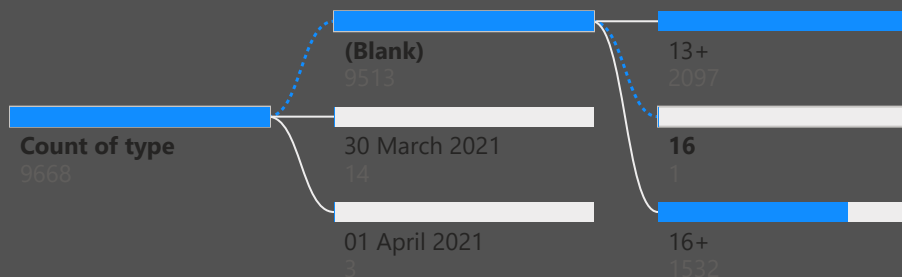 Count of type
9668
(Blank)
9513
30 March 2021
14
01 April 2021
3
13+
2097
16
1
16+
1532